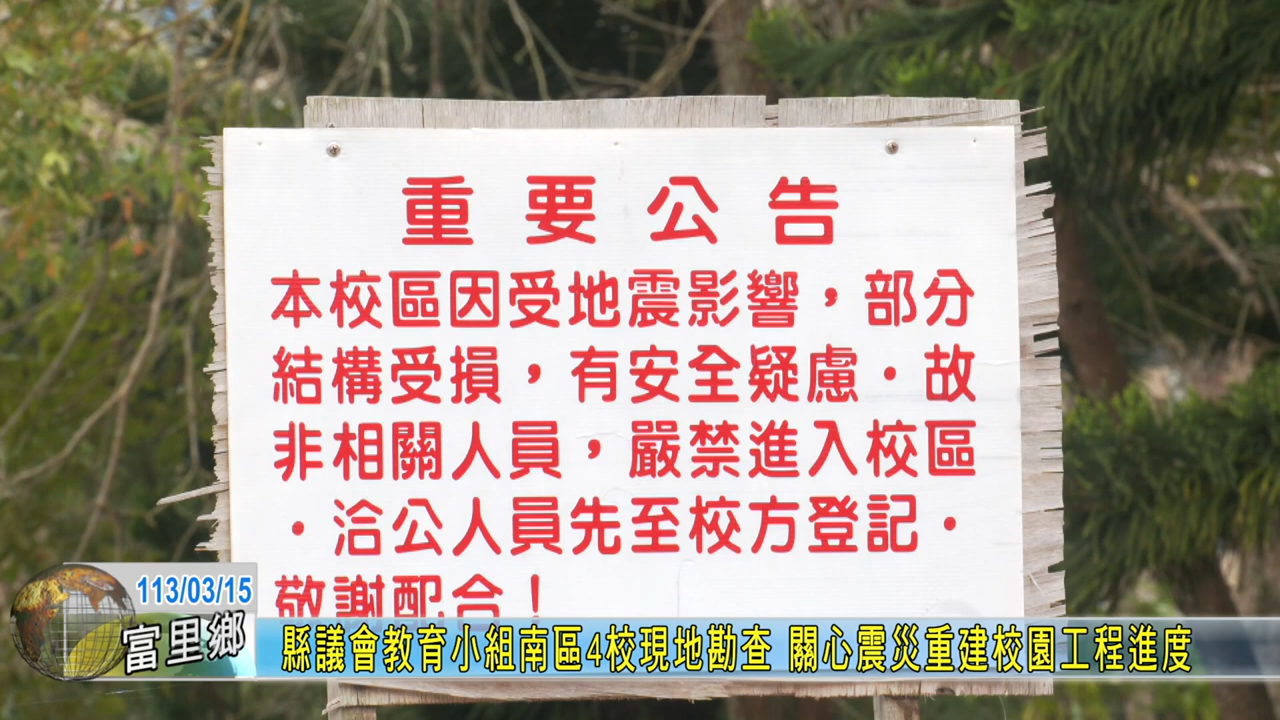 重要公告
本校區因受地震影響，部分
結構受損，有安全疑慮．故
非相關人員，嚴禁進入校區
．洽公人員先至校方登記．
敬謝配合！
113/03/15
富里鄉
縣議會教育小組南區4校現地勘查 關心震災重建校園工程進度